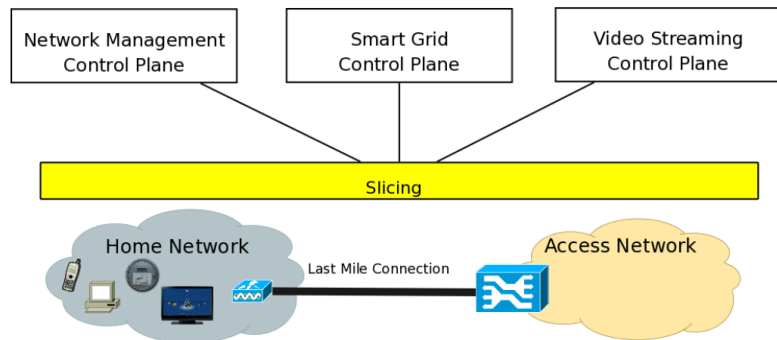 Network Management
Control Plane
Smart Grid
Control Plane
Video Streaming
Control Plane
Slicing
Home Network
Access Network
Last Mile Connection